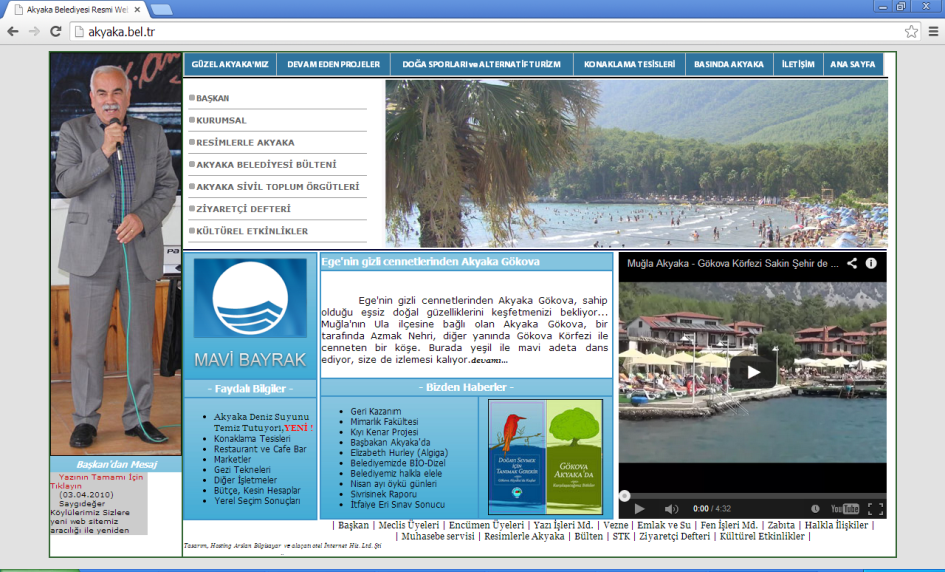 Akyaka Belediyesi Resmi Wel
akyaka.bel.tr
GÜZEL AKYAKA'MIZ DEVAM EDEN PROJELER DOĞA SPORLARI ve ALTERNATİF TURİZM KONAKLAMA TESİSLERİ BASINDA AKYAKA İLETİŞİM ANA SAYFA
BAŞKAN
KURUMSAL
RESİMLERLE AKYAKA
AKYAKA BELEDİYESİ BÜLTENİ
AKYAKA SİVİL TOPLUM ÖRGÜTLERİ
ZİYARETÇİ DEFTERİ
KÜLTÜREL ETKİNLİKLER
MAVİ BAYRAK
Ege'nin gizli cennetlerinden Akyaka Gökova
Ege'nin gizli cennetlerinden Akyaka Gökova, sahip
olduğu eşsiz doğal güzelliklerini keşfetmenizi bekliyor...
Muğla'nın Ula ilçesine bağlı olan Akyaka Gökova, bir
tarafında Azmak Nehri, diğer yanında Gökova Körfezi ile
cenneten bir köşe. Burada yeşil ile mavi adeta dans
ediyor, size de izlemesi kalıyor.devamı...
Muğla Akyaka - Gökova Körfezi Sakin Şehir de ...
0:00 / 4:32
YouTube
- Faydalı Bilgiler -
Akyaka Deniz Suyunu
Temiz Tutuyor!,YENİ !
Konaklama Tesisleri
Restaurant ve Cafe Bar
Marketler
Gezi Tekneleri
Diğer İşletmeler
Bütçe, Kesin Hesaplar
Yerel Seçim Sonuçları
- Bizden Haberler -
Geri Kazanım
Mimarlık Fakültesi
Kıyı Kenar Projesi
Başbakan Akyaka'da
Elizabeth Hurley (Algiga)
Belediyemizde BİO-Dizel
Belediyemiz halkla elele
Nisan ayı öykü günleri
Sivrisinek Raporu
İtfaiye Eri Sınav Sonucu
DOĞAYI SEVMEK
İÇİN
TANIMAK GEREKİR
GÖKOVA
AKYAKA'DA
Başkan'dan Mesaj
Yazının Tamamı İçin
Tıklayın
(03.04.2010)
Saygıdeğer
Köylülerimiz Sizlere
yeni web sitemiz
aracılığı ile yeniden
| Başkan | Meclis Üyeleri | Encümen Üyeleri | Yazı İşleri Md. | Vezne | Emlak ve Su | Fen İşleri Md. | Zabıta | Halkla İlişkiler |
| Muhasebe servisi | Resimlerle Akyaka | Bülten | STK | Ziyaretçi Defteri | Kültürel Etkinlikler |
Tasarım, Hosting Arslan Bilgisayar ve alaçatı otel İnternet Hiz. Ltd. Şti